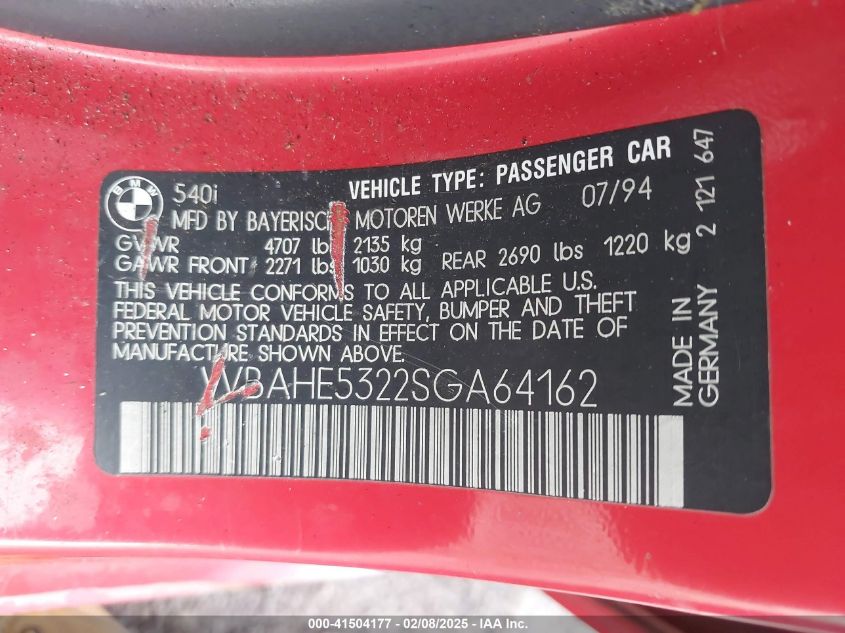 BMW
540i VEHICLE TYPE: PASSENGER CAR
MFD BY BAYERISCHE MOTOREN WERKE AG 07/94
GVWR 4707 lbs 2135 kg
GAWR FRONT 2271 lbs 1030 kg REAR 2690 lbs 1220 kg
THIS VEHICLE CONFORMS TO ALL APPLICABLE U.S.
FEDERAL MOTOR VEHICLE SAFETY, BUMPER AND THEFT
PREVENTION STANDARDS IN EFFECT ON THE DATE OF
MANUFACTURE SHOWN ABOVE.
WBAHE5322SGA64162
MADE IN
GERMANY 2 121 647
000-41504177 - 02/08/2025 - IAA Inc.